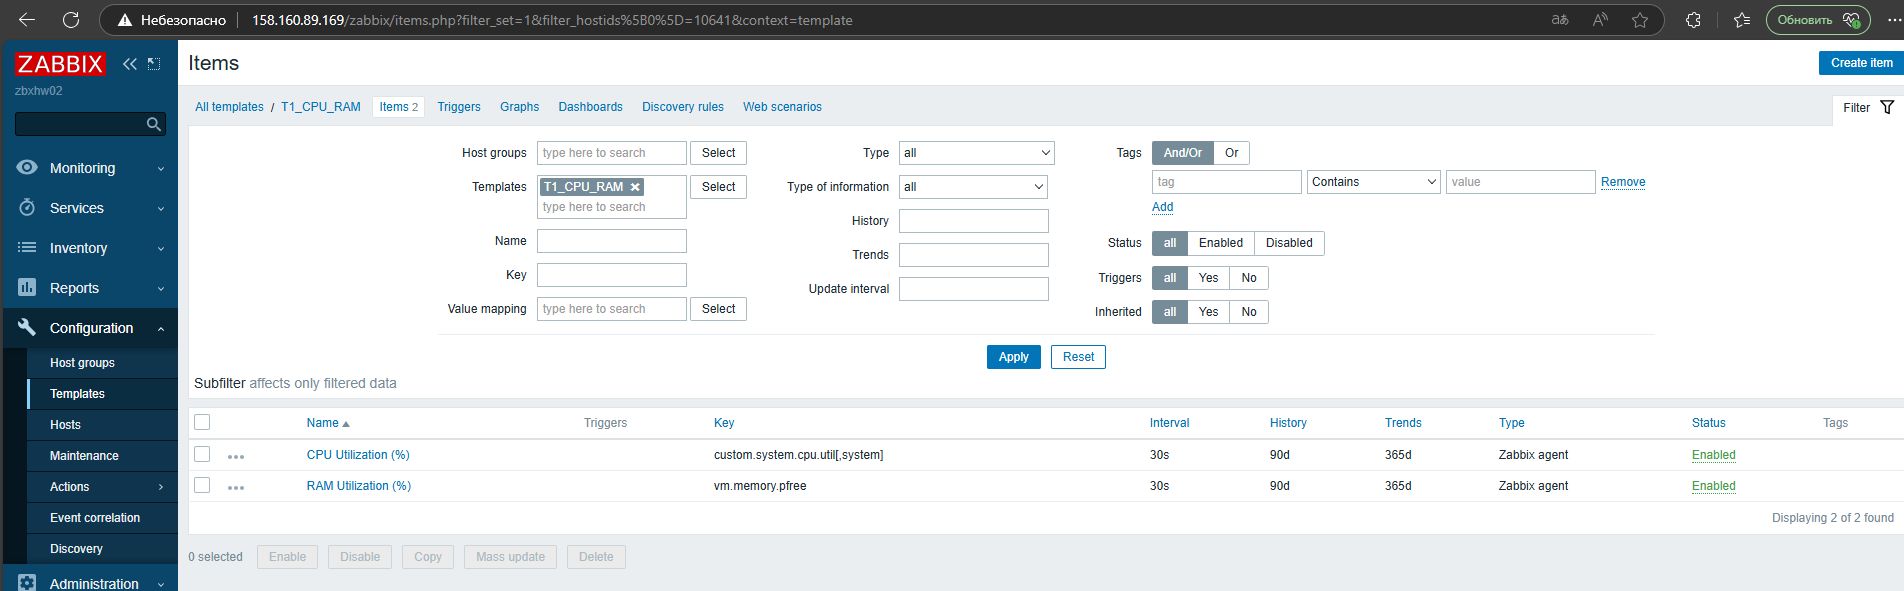 Небезопасно 158.160.89.169/zabbix/items.php?filter_set=1&filter_hostids%5B0%5D=10641&context=template аあ A Обновить
ZABBIX
zbxhw02
Monitoring
Services
Inventory
Reports
Configuration
Host groups
Templates
Hosts
Maintenance
Actions
Event correlation
Discovery
Administration
Items Create item
All templates / T1_CPU_RAM Items 2 Triggers Graphs Dashboards Discovery rules Web scenarios Filter
Host groups type here to search Select
Templates T1_CPU_RAM Select
type here to search
Name
Key
Value mapping type here to search Select
Type all
Type of information all
History
Trends
Update interval
Tags And/Or Or
tag Contains value Remove
Add
Status all Enabled Disabled
Triggers all Yes No
Inherited all Yes No
Apply Reset
Subfilter affects only filtered data
Name Triggers Key Interval History Trends Type Status Tags
CPU Utilization (%) custom.system.cpu.util[,system] 30s 90d 365d Zabbix agent Enabled
RAM Utilization (%) vm.memory.pfree 30s 90d 365d Zabbix agent Enabled
Displaying 2 of 2 found
0 selected Enable Disable Copy Mass update Delete